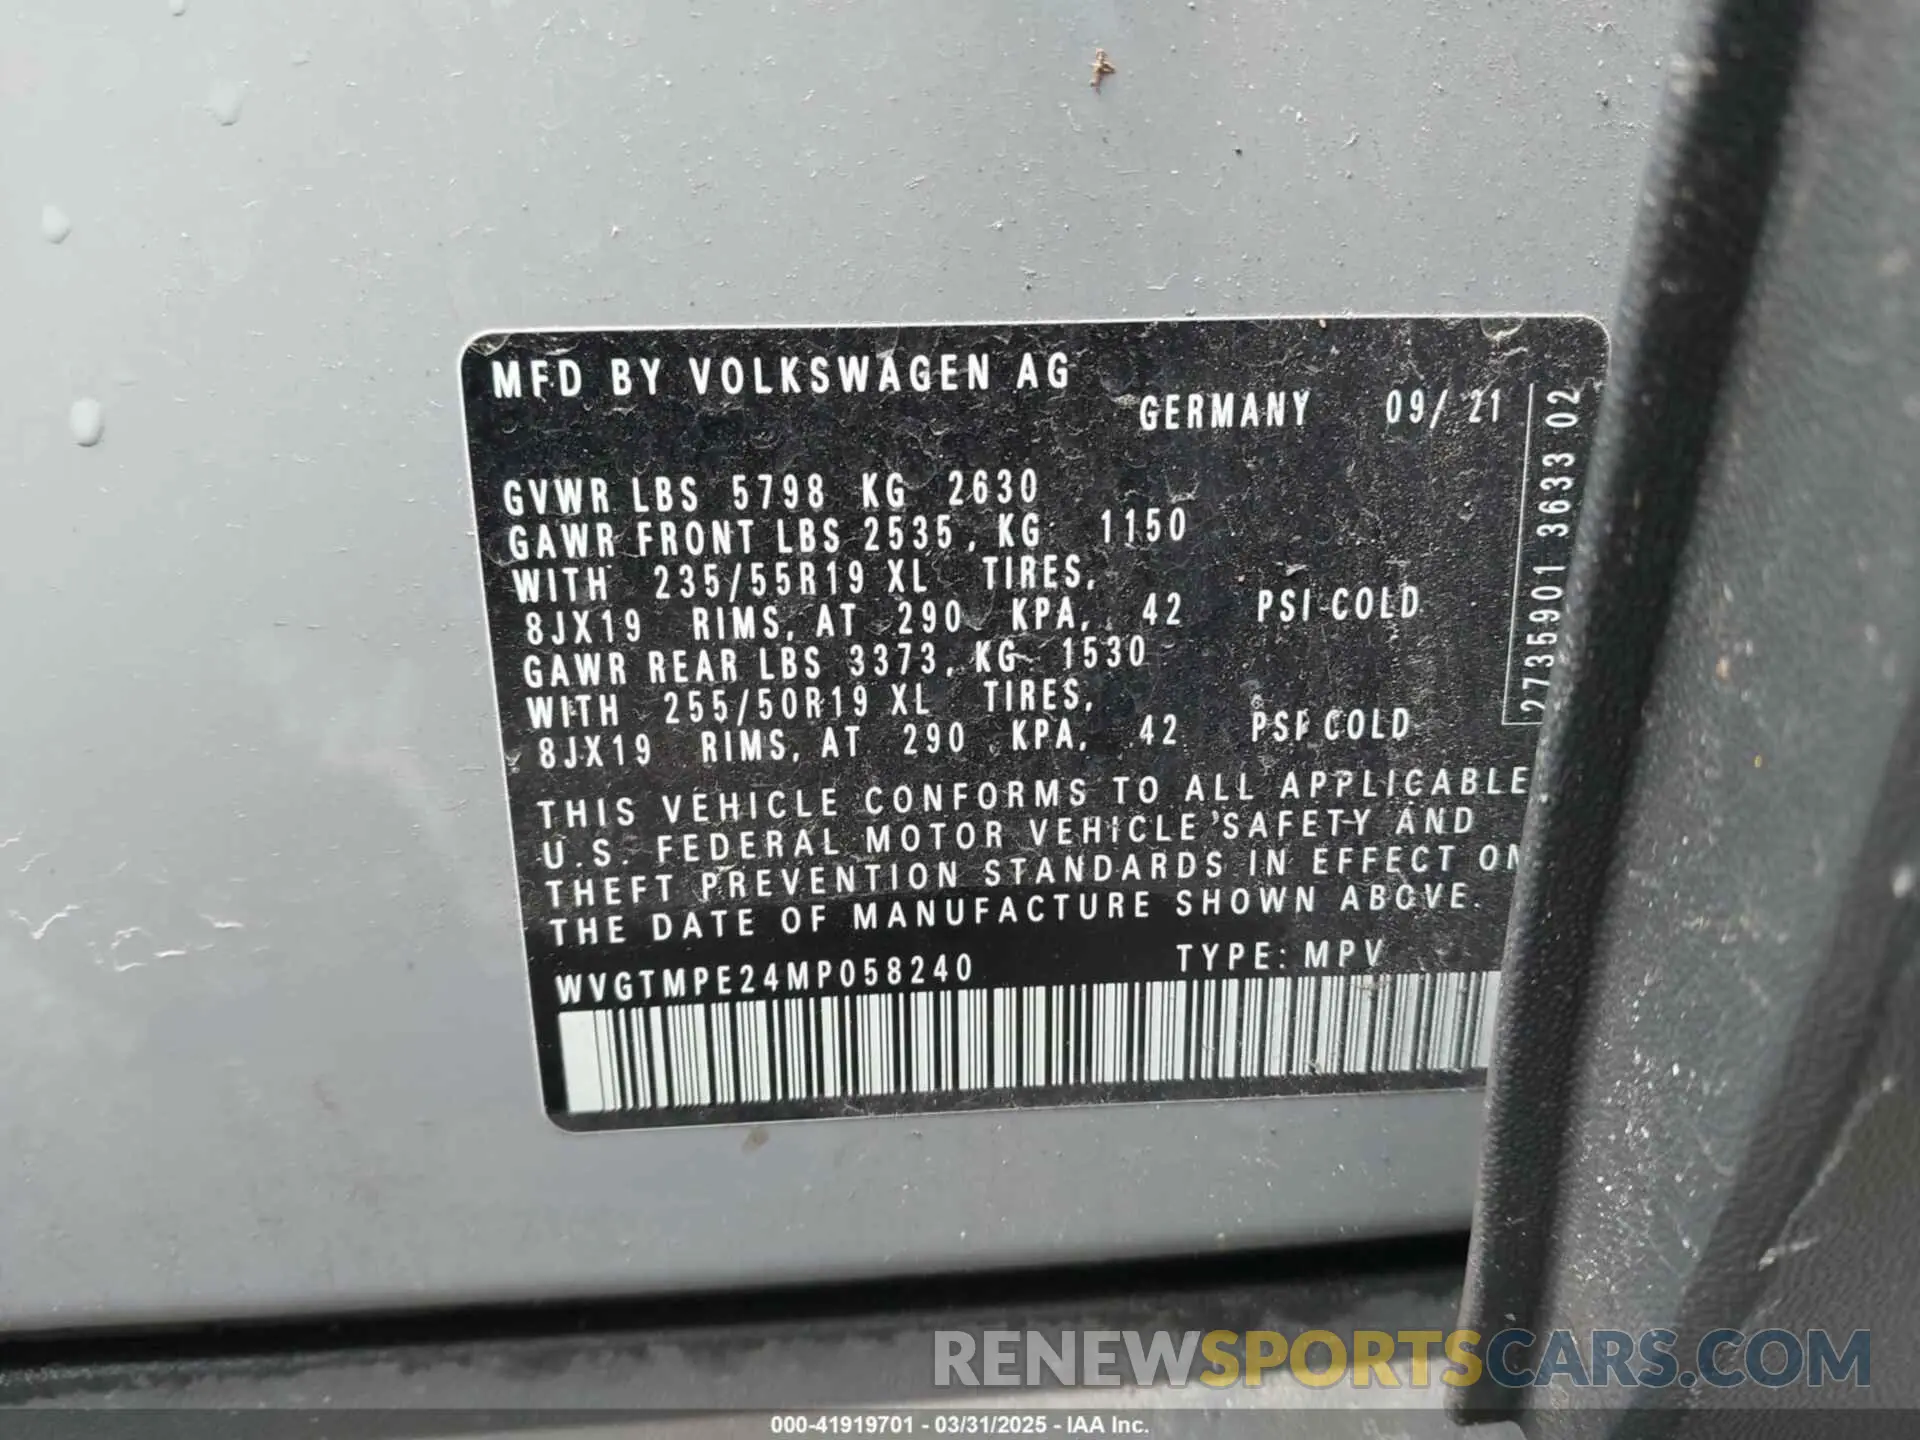 MFD BY VOLKSWAGEN AG
GERMANY 09/ 21
GVWR LBS 5798 KG 2630
GAWR FRONT LBS 2535, KG 1150
WITH 235/55R19 XL TIRES,
8JX19 RIMS, AT 290 KPA, 42 PSI COLD
GAWR REAR LBS 3373, KG 1530
WITH 255/50R19 XL TIRES,
8JX19 RIMS, AT 290 KPA, 42 PSI COLD
THIS VEHICLE CONFORMS TO ALL APPLICABLE
U.S. FEDERAL MOTOR VEHICLE SAFETY AND
THEFT PREVENTION STANDARDS IN EFFECT ON
THE DATE OF MANUFACTURE SHOWN ABOVE.
WVGTMPE24MP058240 TYPE: MPV
2735901 3633 02
RENEWSPORTSCARS.COM
000-41919701 - 03/31/2025 - IAA Inc.